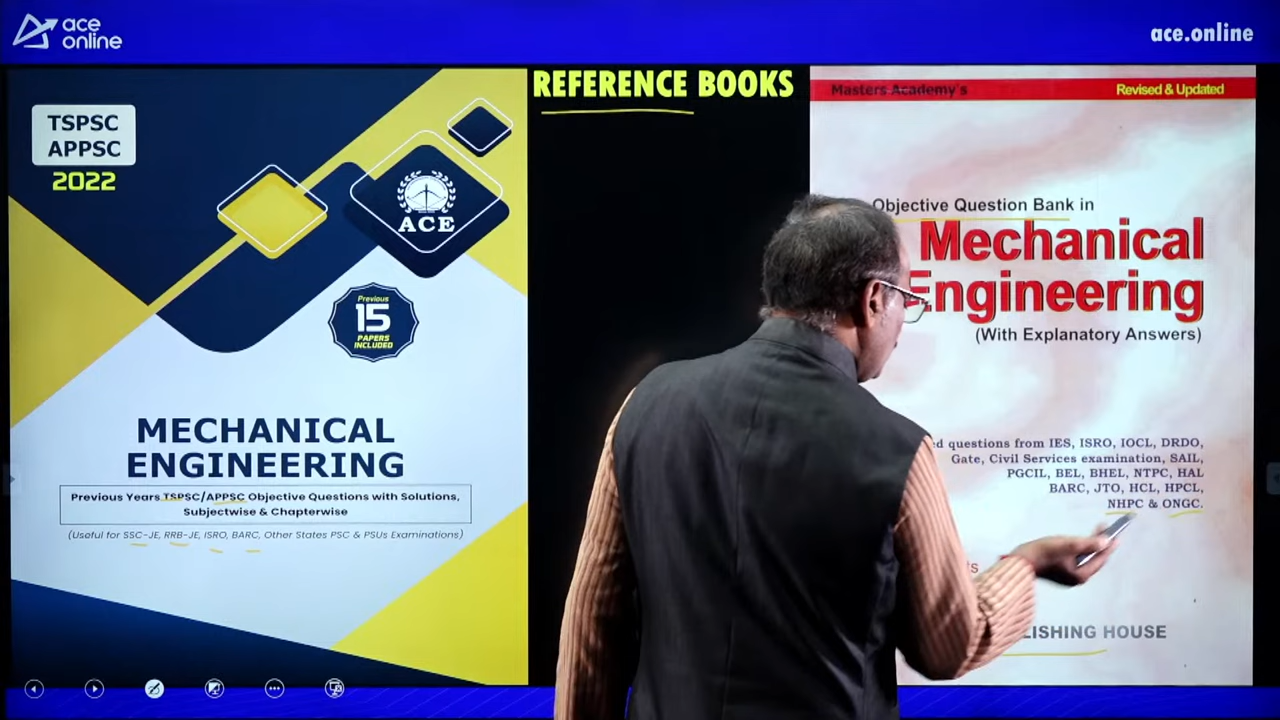 ace
online
ace.online
REFERENCE BOOKS
TSPSC
APPSC
2022
ACE
Previous
15
PAPERS
INCLUDED
MECHANICAL
ENGINEERING
Previous Years TSPSC/APPSC Objective Questions with Solutions,
Subjectwise & Chapterwise
(Useful for SSC-JE, RRB-JE, ISRO, BARC, Other States PSC & PSUs Examinations)
Masters Academy's
Revised & Updated
Objective Question Bank in
Mechanical
Engineering
(With Explanatory Answers)
questions from IES, ISRO, IOCL, DRDO,
Gate, Civil Services examination, SAIL,
PGCIL, BEL, BHEL, NTPC, HAL
BARC, JTO, HCL, HPCL,
NHPC & ONGC.
HOUSE